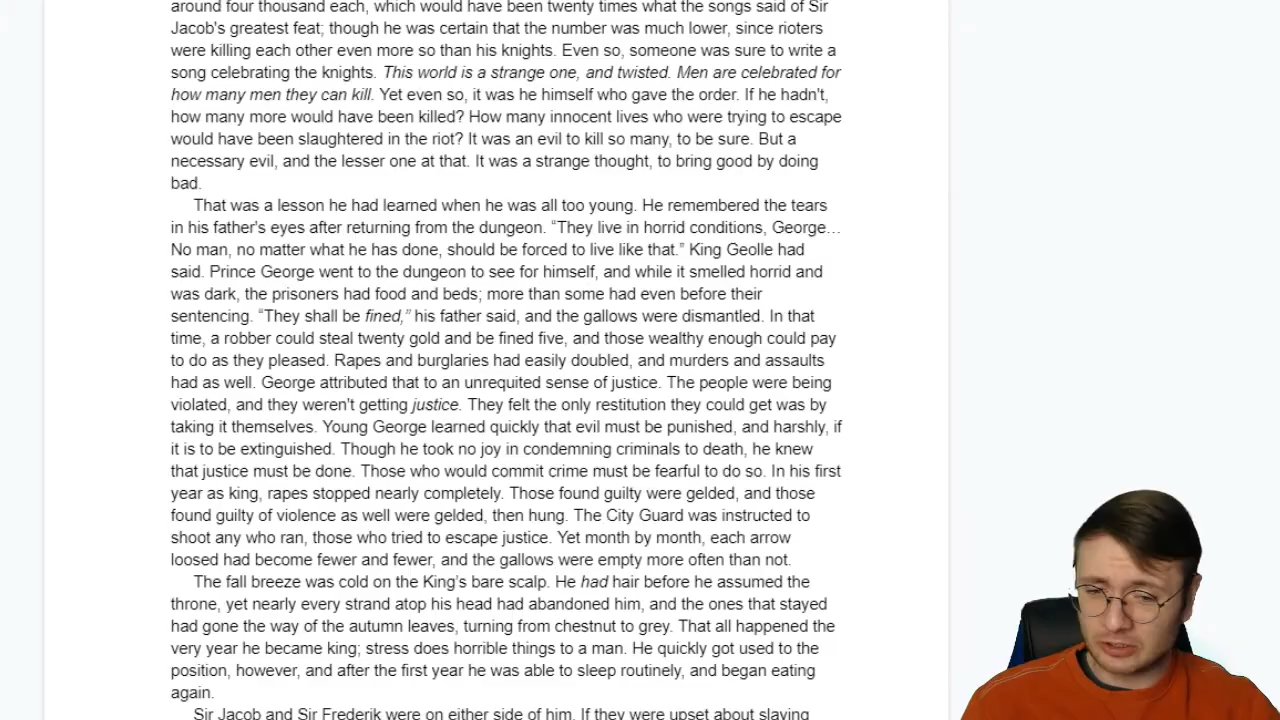 around four thousand each, which would have been twenty times what the songs said of Sir
Jacob's greatest feat; though he was certain that the number was much lower, since rioters
were killing each other even more so than his knights. Even so, someone was sure to write a
song celebrating the knights. This world is a strange one, and twisted. Men are celebrated for
how many men they can kill. Yet even so, it was he himself who gave the order. If he hadn't,
how many more would have been killed? How many innocent lives who were trying to escape
would have been slaughtered in the riot? It was an evil to kill so many, to be sure. But a
necessary evil, and the lesser one at that. It was a strange thought, to bring good by doing
bad.
That was a lesson he had learned when he was all too young. He remembered the tears
in his father's eyes after returning from the dungeon. “They live in horrid conditions, George…
No man, no matter what he has done, should be forced to live like that.” King Geolle had
said. Prince George went to the dungeon to see for himself, and while it smelled horrid and
was dark, the prisoners had food and beds; more than some had even before their
sentencing. “They shall be fined,” his father said, and the gallows were dismantled. In that
time, a robber could steal twenty gold and be fined five, and those wealthy enough could pay
to do as they pleased. Rapes and burglaries had easily doubled, and murders and assaults
had as well. George attributed that to an unrequited sense of justice. The people were being
violated, and they weren't getting justice. They felt the only restitution they could get was by
taking it themselves. Young George learned quickly that evil must be punished, and harshly, if
it is to be extinguished. Though he took no joy in condemning criminals to death, he knew
that justice must be done. Those who would commit crime must be fearful to do so. In his first
year as king, rapes stopped nearly completely. Those found guilty were gelded, and those
found guilty of violence as well were gelded, then hung. The City Guard was instructed to
shoot any who ran, those who tried to escape justice. Yet month by month, each arrow
loosed had become fewer and fewer, and the gallows were empty more often than not.
The fall breeze was cold on the King's bare scalp. He had hair before he assumed the
throne, yet nearly every strand atop his head had abandoned him, and the ones that stayed
had gone the way of the autumn leaves, turning from chestnut to grey. That all happened the
very year he became king; stress does horrible things to a man. He quickly got used to the
position, however, and after the first year he was able to sleep routinely, and began eating
again.
Sir Jacob and Sir Frederik were on either side of him. If they were upset about slaying